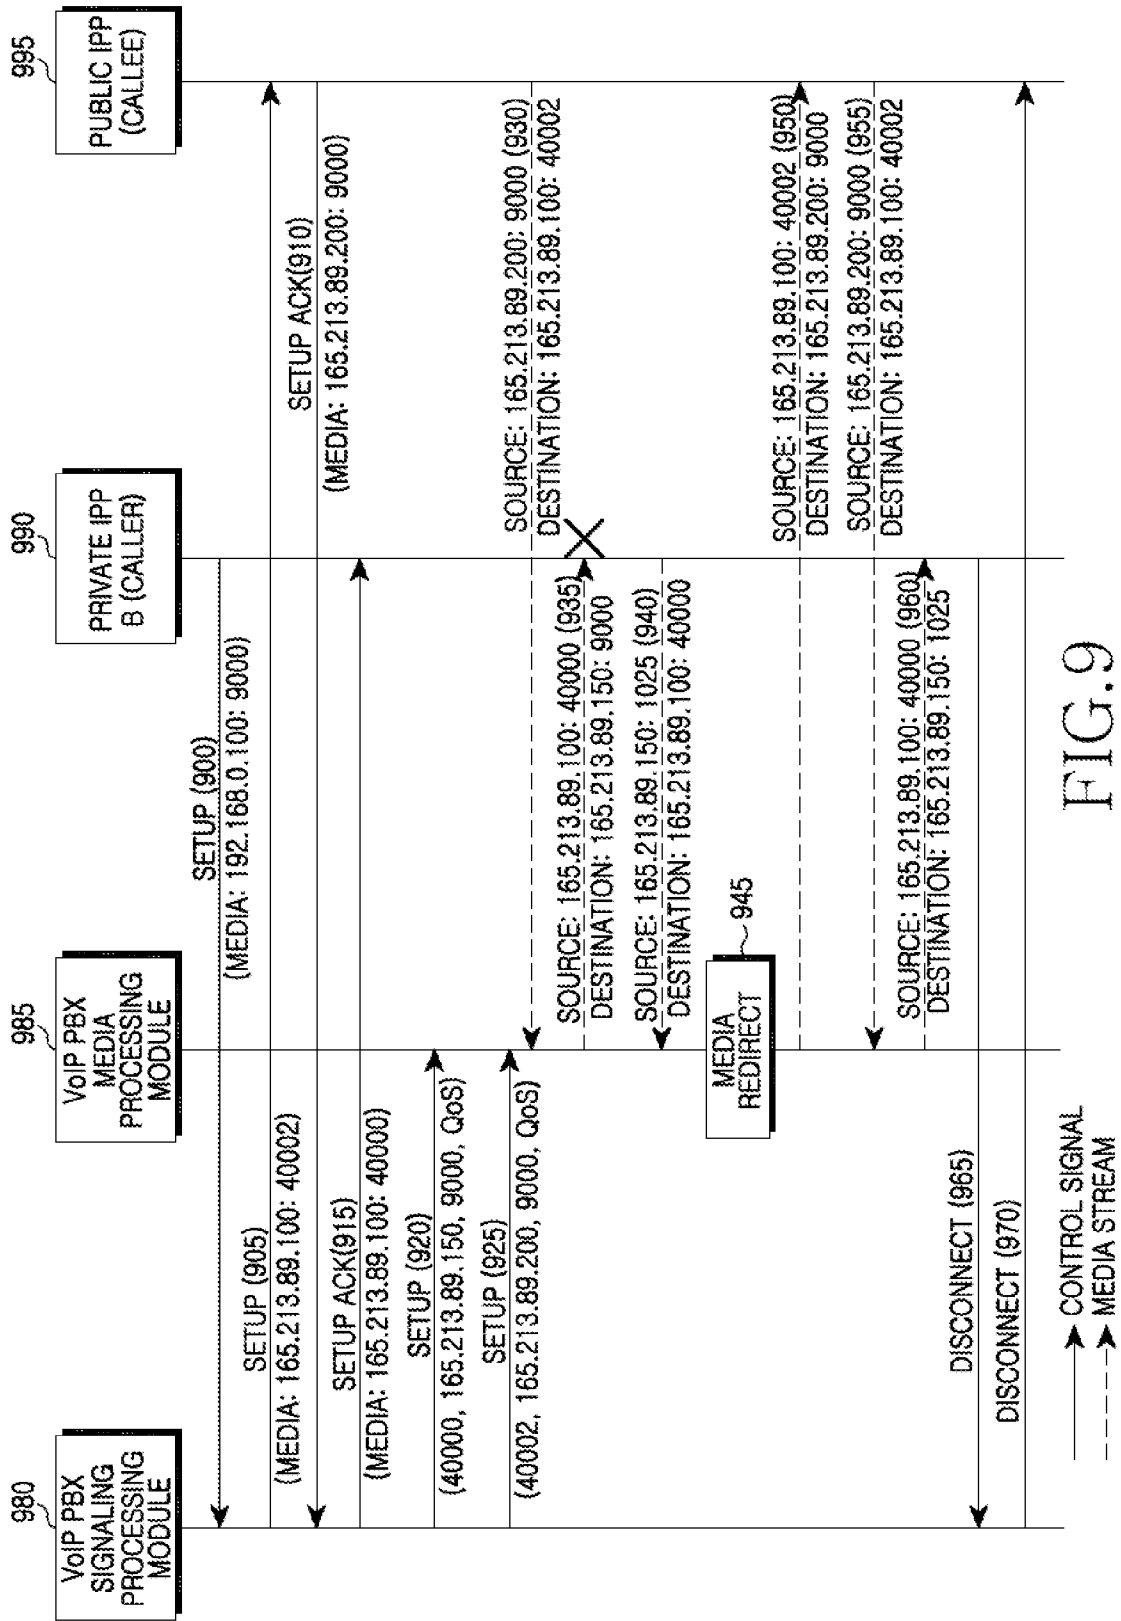 980
VoIP PBX
SIGNALING
PROCESSING
MODULE
985
VoIP PBX
MEDIA
PROCESSING
MODULE
990
PRIVATE IPP
B (CALLER)
995
PUBLIC IPP
(CALLEE)
SETUP (900)
(MEDIA: 192.168.0.100: 9000)
SETUP (905)
(MEDIA: 165.213.89.100: 40002)
SETUP ACK(910)
(MEDIA: 165.213.89.200: 9000)
SETUP ACK(915)
(MEDIA: 165.213.89.100: 40000)
SETUP (920)
(40000, 165.213.89.150, 9000, QoS)
SETUP (925)
(40002, 165.213.89.200, 9000, QoS)
SOURCE: 165.213.89.200: 9000 (930)
DESTINATION: 165.213.89.100: 40002
SOURCE: 165.213.89.100: 40000 (935)
DESTINATION: 165.213.89.150: 9000
SOURCE: 165.213.89.150: 1025 (940)
DESTINATION: 165.213.89.100: 40000
MEDIA
REDIRECT
945
SOURCE: 165.213.89.100: 40002 (950)
DESTINATION: 165.213.89.200: 9000
SOURCE: 165.213.89.200: 9000 (955)
DESTINATION: 165.213.89.100: 40002
SOURCE: 165.213.89.100: 40000 (960)
DESTINATION: 165.213.89.150: 1025
DISCONNECT (965)
DISCONNECT (970)
CONTROL SIGNAL
MEDIA STREAM
FIG.9